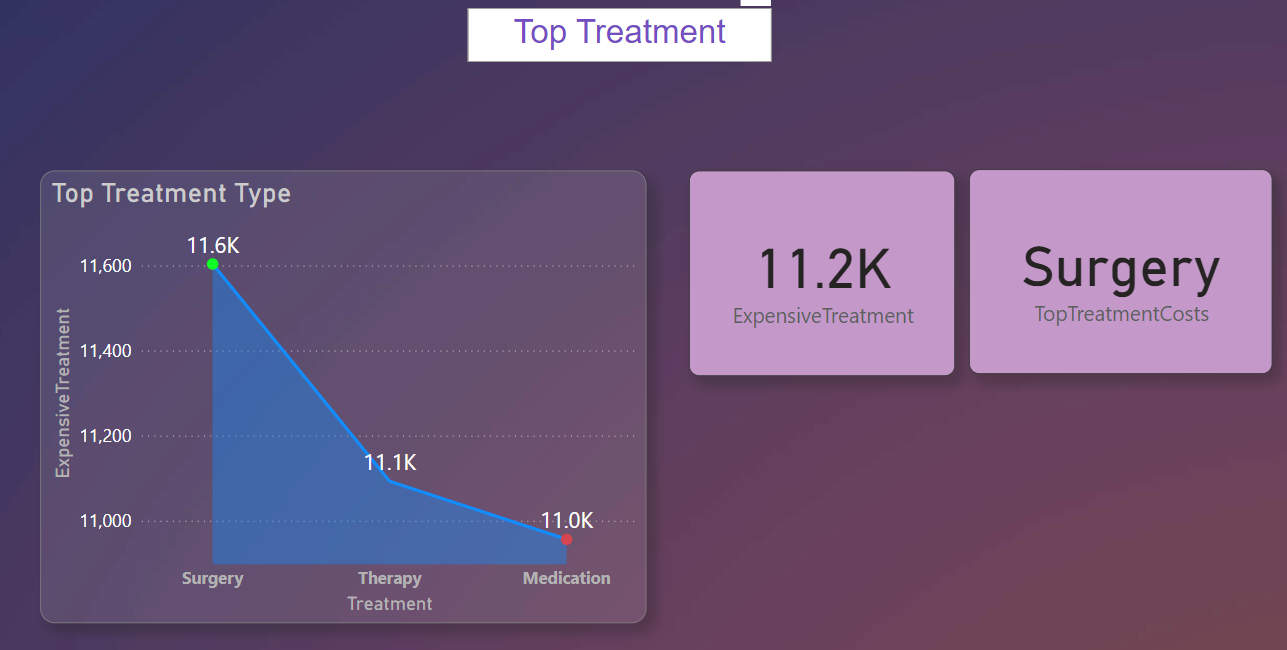 Top Treatment
Top Treatment Type
11.6K
11,600
11,400
11,200
11,000
ExpensiveTreatment
11.1K
11.0K
Surgery
Therapy
Medication
Treatment
11.2K
ExpensiveTreatment
Surgery
TopTreatmentCosts